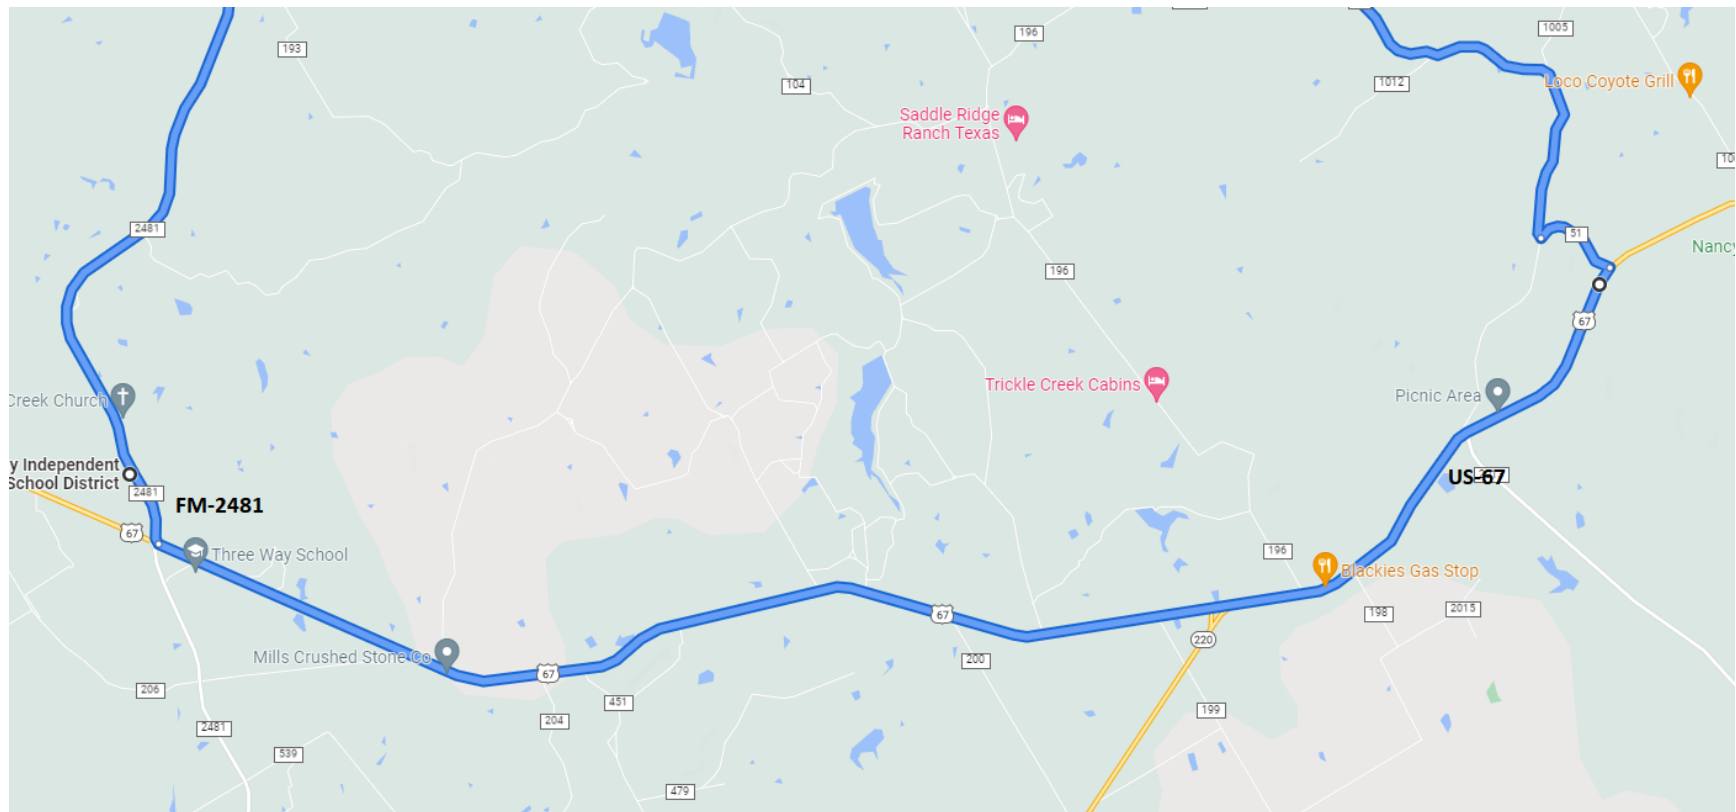 193
196
1005
104
1012
Loco Coyote Grill
Saddle Ridge
Ranch Texas
2481
51
Nancy
196
67
Trickle Creek Cabins
Picnic Area
Creek Church
y Independent
School District
2481
FM-2481
US-67
67
Three Way School
196
Blackies Gas Stop
67
198
2015
220
Mills Crushed Stone Co
67
200
206
451
199
204
2481
539
479